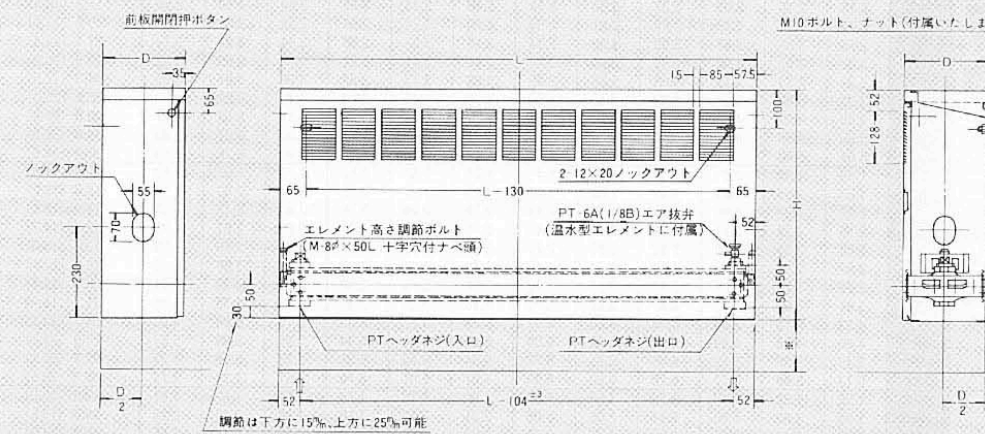 前板開閉押ボタン
M10ボルト、ナット(付属いたしま
D
L
D
35
65
15
85
57.5
100
52
128
ノックアウト
55
70
230
2-12×20ノックアウト
65
L-130
65
H
PT-6A(1/8B)エア抜弁
(温水型エレメントに付属)
52
エレメント高さ調節ボルト
(M-8φ×50L 十字穴付ナベ頭)
50
30
50
50
PTヘッダネジ(入口)
PTヘッダネジ(出口)
※
D
2
52
L-104±3
52
D
2
調節は下方に15%、上方に25%可能